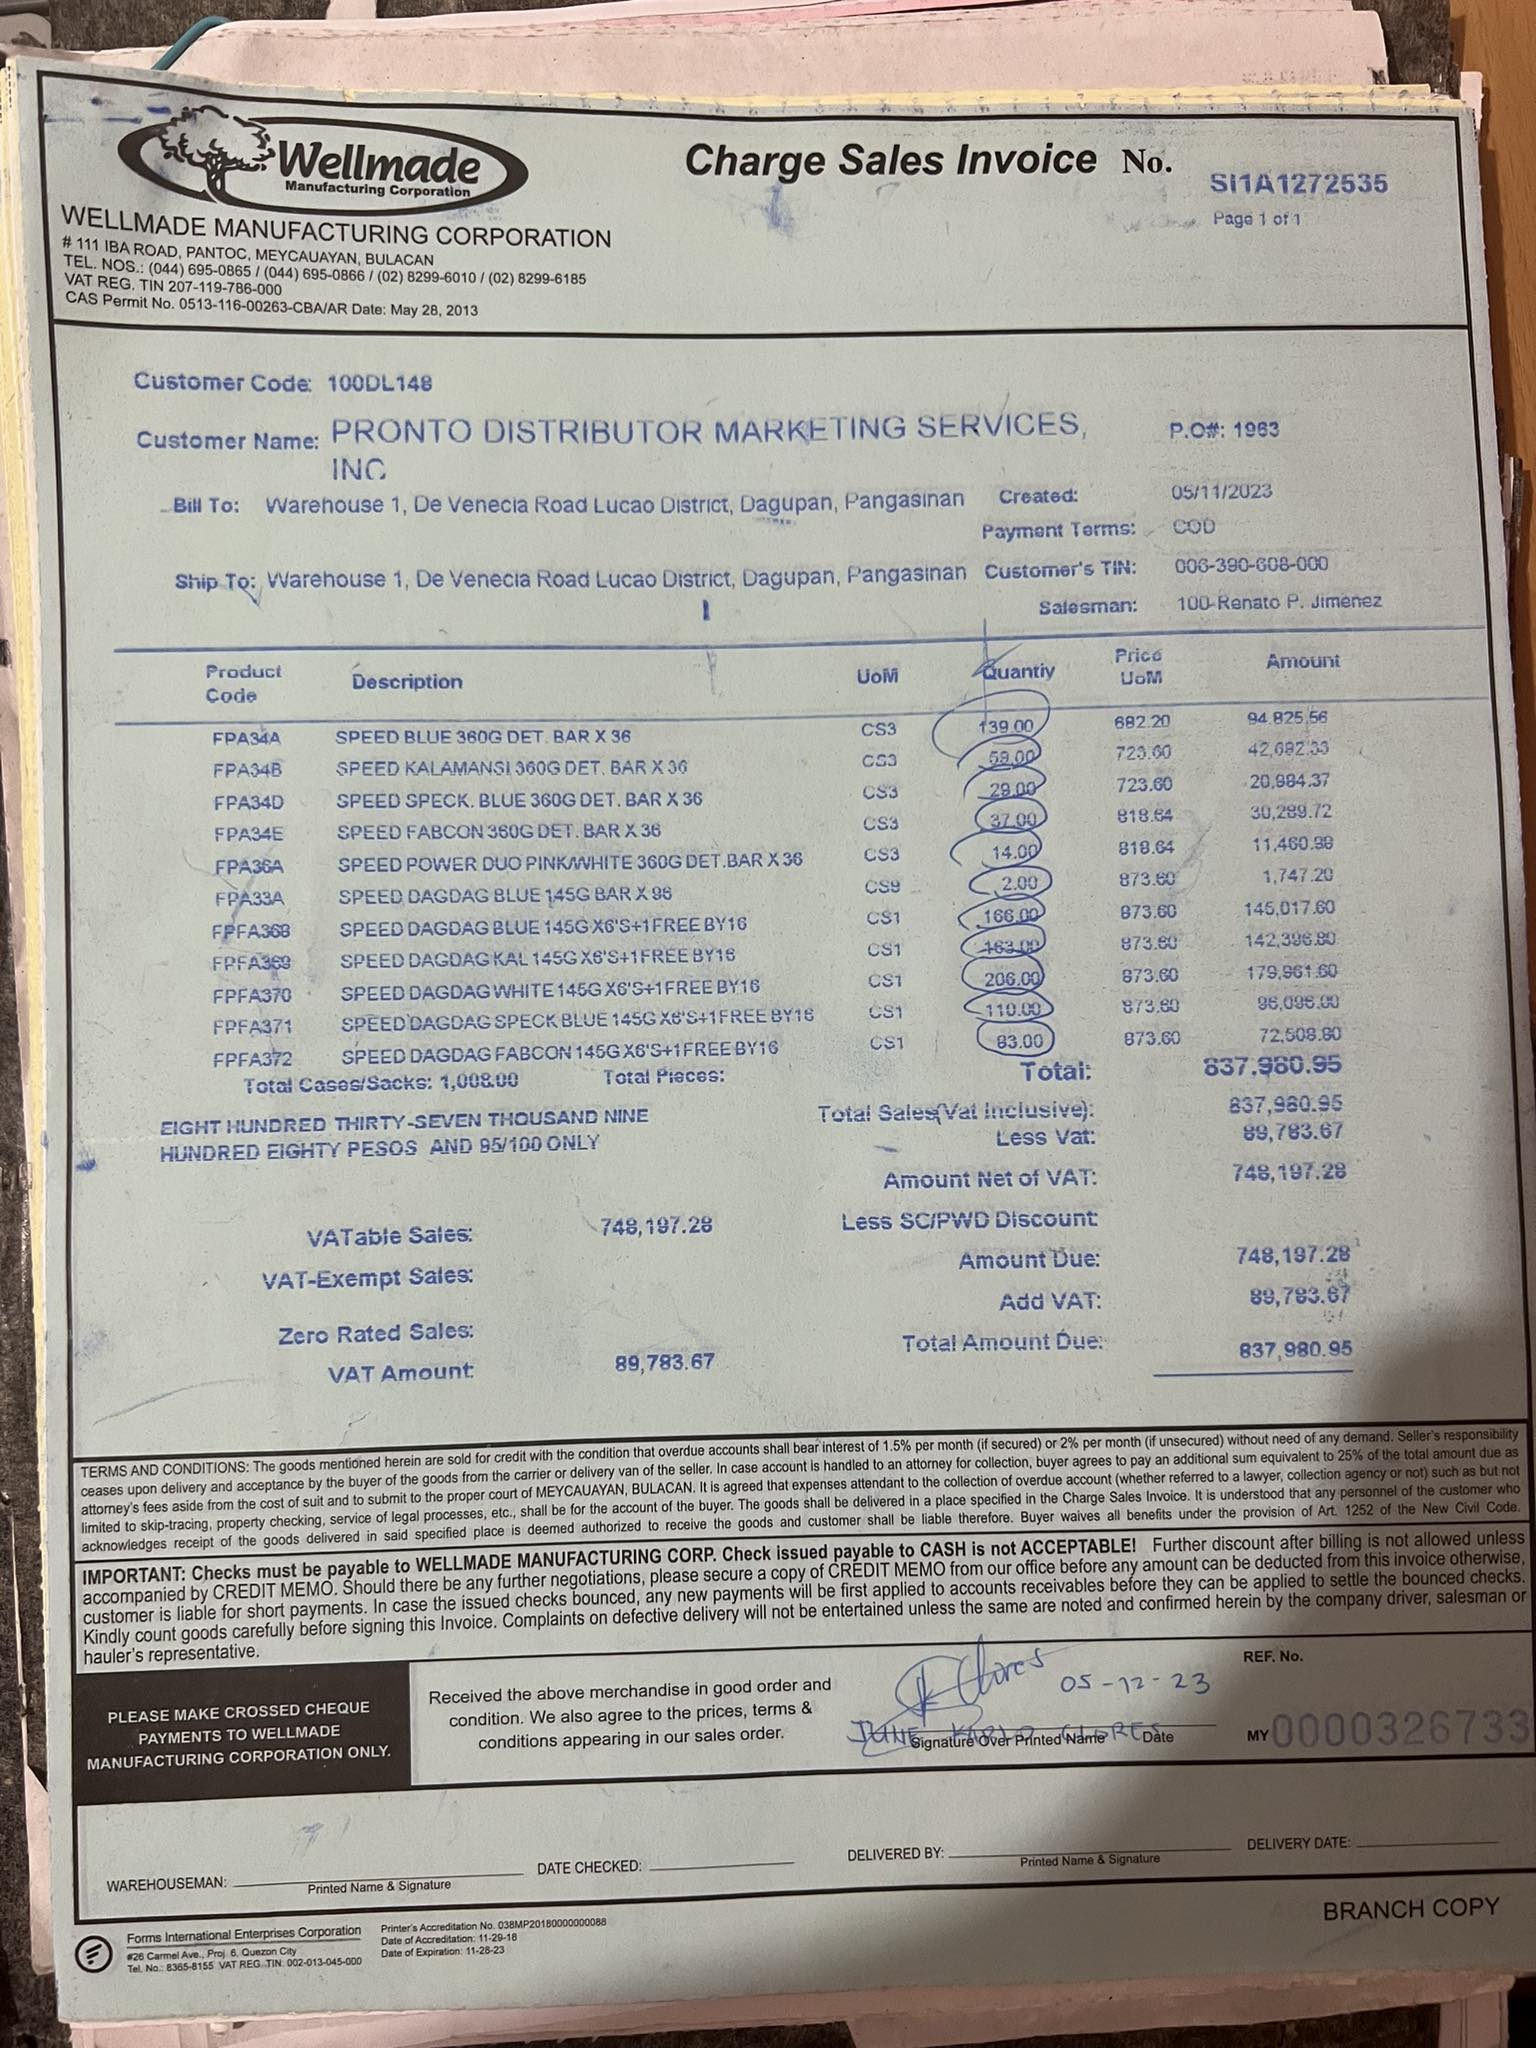 Wellmade
Manufacturing Corporation
Charge Sales Invoice No. SI1A1272535
Page 1 of 1
WELLMADE MANUFACTURING CORPORATION
# 111 IBA ROAD, PANTOC, MEYCAUAYAN, BULACAN
TEL. NOS.: (044) 695-0865 / (044) 695-0866 / (02) 8299-6010 / (02) 8299-6185
VAT REG. TIN 207-119-786-000
CAS Permit No. 0513-116-00263-CBA/AR Date: May 28, 2013
Customer Code: 100DL148
Customer Name: PRONTO DISTRIBUTOR MARKETING SERVICES, P.O#: 1963
INC
Bill To: Warehouse 1, De Venecia Road Lucao District, Dagupan, Pangasinan Created: 05/11/2023
Payment Terms: COD
Ship To: Warehouse 1, De Venecia Road Lucao District, Dagupan, Pangasinan Customer's TIN: 006-390-608-000
Salesman: 100-Renato P. Jimenez
Product Code Description UoM Quantiy Price UoM Amount
FPA34A SPEED BLUE 360G DET. BAR X 36 CS3 139.00 682.20 94,825.56
FPA34B SPEED KALAMANSI 360G DET. BAR X 36 CS3 59.00 723.60 42,692.33
FPA34D SPEED SPECK. BLUE 360G DET. BAR X 36 CS3 29.00 723.60 20,984.37
FPA34E SPEED FABCON 360G DET. BAR X 36 CS3 37.00 818.64 30,289.72
FPA36A SPEED POWER DUO PINK/WHITE 360G DET.BAR X 36 CS3 14.00 818.64 11,460.98
FPA33A SPEED DAGDAG BLUE 145G BAR X 96 CS9 2.00 873.60 1,747.20
FPFA368 SPEED DAGDAG BLUE 145G X6'S+1FREE BY16 CS1 166.00 873.60 145,017.60
FPFA369 SPEED DAGDAG KAL 145G X6'S+1FREE BY16 CS1 163.00 873.60 142,396.80
FPFA370 SPEED DAGDAG WHITE 145G X6'S+1FREE BY16 CS1 206.00 873.60 179,961.60
FPFA371 SPEED DAGDAG SPECK BLUE 145G X6'S+1FREE BY16 CS1 110.00 873.60 96,096.00
FPFA372 SPEED DAGDAG FABCON 145G X6'S+1FREE BY16 CS1 83.00 873.60 72,508.80
Total Cases/Sacks: 1,008.00 Total Pieces: Total: 837,980.95
EIGHT HUNDRED THIRTY-SEVEN THOUSAND NINE Total Sales(Vat Inclusive): 837,980.95
HUNDRED EIGHTY PESOS AND 95/100 ONLY Less Vat: 89,783.67
Amount Net of VAT: 748,197.28
VATable Sales: 748,197.28 Less SC/PWD Discount:
VAT-Exempt Sales: Amount Due: 748,197.28
Add VAT: 89,783.67
Zero Rated Sales: Total Amount Due: 837,980.95
VAT Amount: 89,783.67
TERMS AND CONDITIONS: The goods mentioned herein are sold for credit with the condition that overdue accounts shall bear interest of 1.5% per month (if secured) or 2% per month (if unsecured) without need of any demand. Seller's responsibility
ceases upon delivery and acceptance by the buyer of the goods from the carrier or delivery van of the seller. In case account is handled to an attorney for collection, buyer agrees to pay an additional sum equivalent to 25% of the total amount due as
attorney's fees aside from the cost of suit and to submit to the proper court of MEYCAUAYAN, BULACAN. It is agreed that expenses attendant to the collection of overdue account (whether referred to a lawyer, collection agency or not) such as but not
limited to skip-tracing, property checking, service of legal processes, etc., shall be for the account of the buyer. The goods shall be delivered in a place specified in the Charge Sales Invoice. It is understood that any personnel of the customer who
acknowledges receipt of the goods delivered in said specified place is deemed authorized to receive the goods and customer shall be liable therefore. Buyer waives all benefits under the provision of Art. 1252 of the New Civil Code.
IMPORTANT: Checks must be payable to WELLMADE MANUFACTURING CORP. Check issued payable to CASH is not ACCEPTABLE! Further discount after billing is not allowed unless
accompanied by CREDIT MEMO. Should there be any further negotiations, please secure a copy of CREDIT MEMO from our office before any amount can be deducted from this invoice otherwise,
customer is liable for short payments. In case the issued checks bounced, any new payments will be first applied to accounts receivables before they can be applied to settle the bounced checks.
Kindly count goods carefully before signing this Invoice. Complaints on defective delivery will not be entertained unless the same are noted and confirmed herein by the company driver, salesman or
hauler's representative.
PLEASE MAKE CROSSED CHEQUE
PAYMENTS TO WELLMADE
MANUFACTURING CORPORATION ONLY.
Received the above merchandise in good order and
condition. We also agree to the prices, terms &
conditions appearing in our sales order.
05-12-23
JUNE
Signature Over Printed Name Date
REF. No.
MY 0000326733
WAREHOUSEMAN: DATE CHECKED: DELIVERED BY: DELIVERY DATE:
Printed Name & Signature Printed Name & Signature
BRANCH COPY
Forms International Enterprises Corporation
#26 Carmel Ave., Proj. 6, Quezon City
Tel. No.: 8365-8155 VAT REG. TIN. 002-013-045-000
Printer's Accreditation No. 038MP20180000000088
Date of Accreditation: 11-29-18
Date of Expiration: 11-28-23